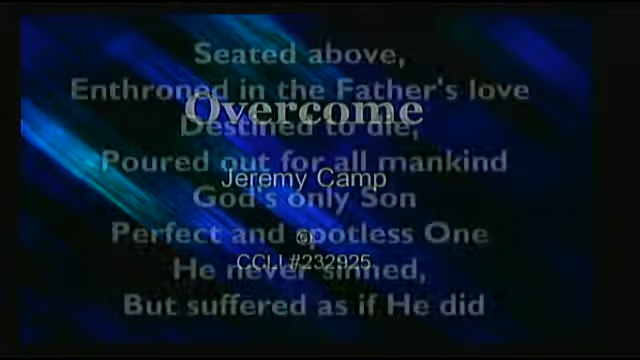 Seated above,
Enthroned in the Father's love
Overcome
Destined to die,
Poured out for all mankind
Jeremy Camp
God's only Son
Perfect and spotless One
©
CCLI #232925
He never sinned,
But suffered as if He did